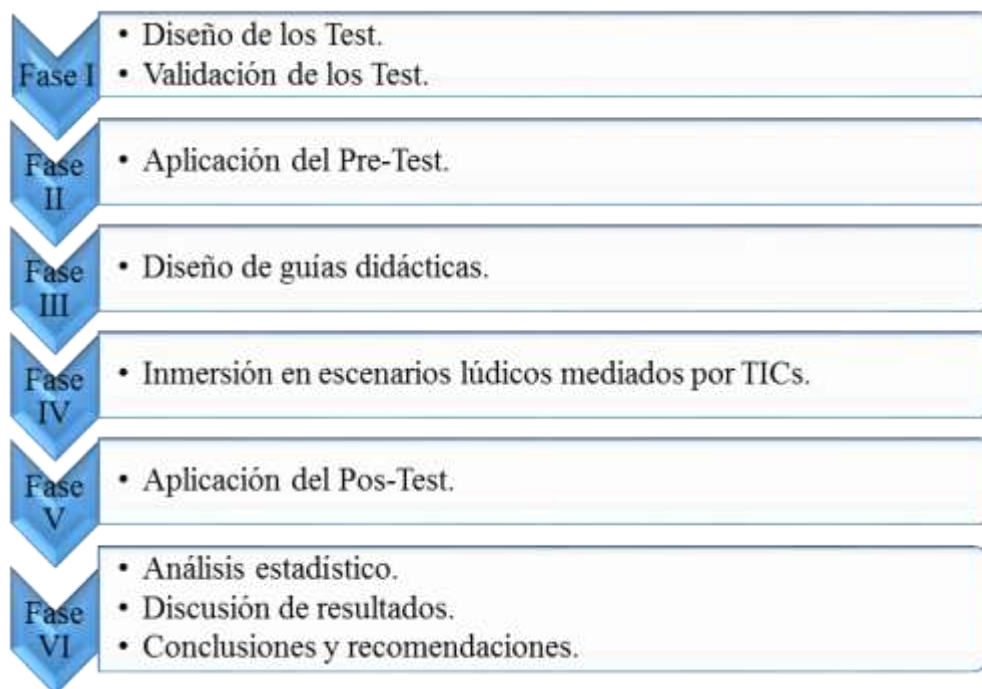 Fase I
• Diseño de los Test.
• Validación de los Test.
Fase
II
• Aplicación del Pre-Test.
Fase
III
• Diseño de guías didácticas.
Fase
IV
• Inmersión en escenarios lúdicos mediados por TICs.
Fase
V
• Aplicación del Pos-Test.
Fase
VI
• Análisis estadístico.
• Discusión de resultados.
• Conclusiones y recomendaciones.